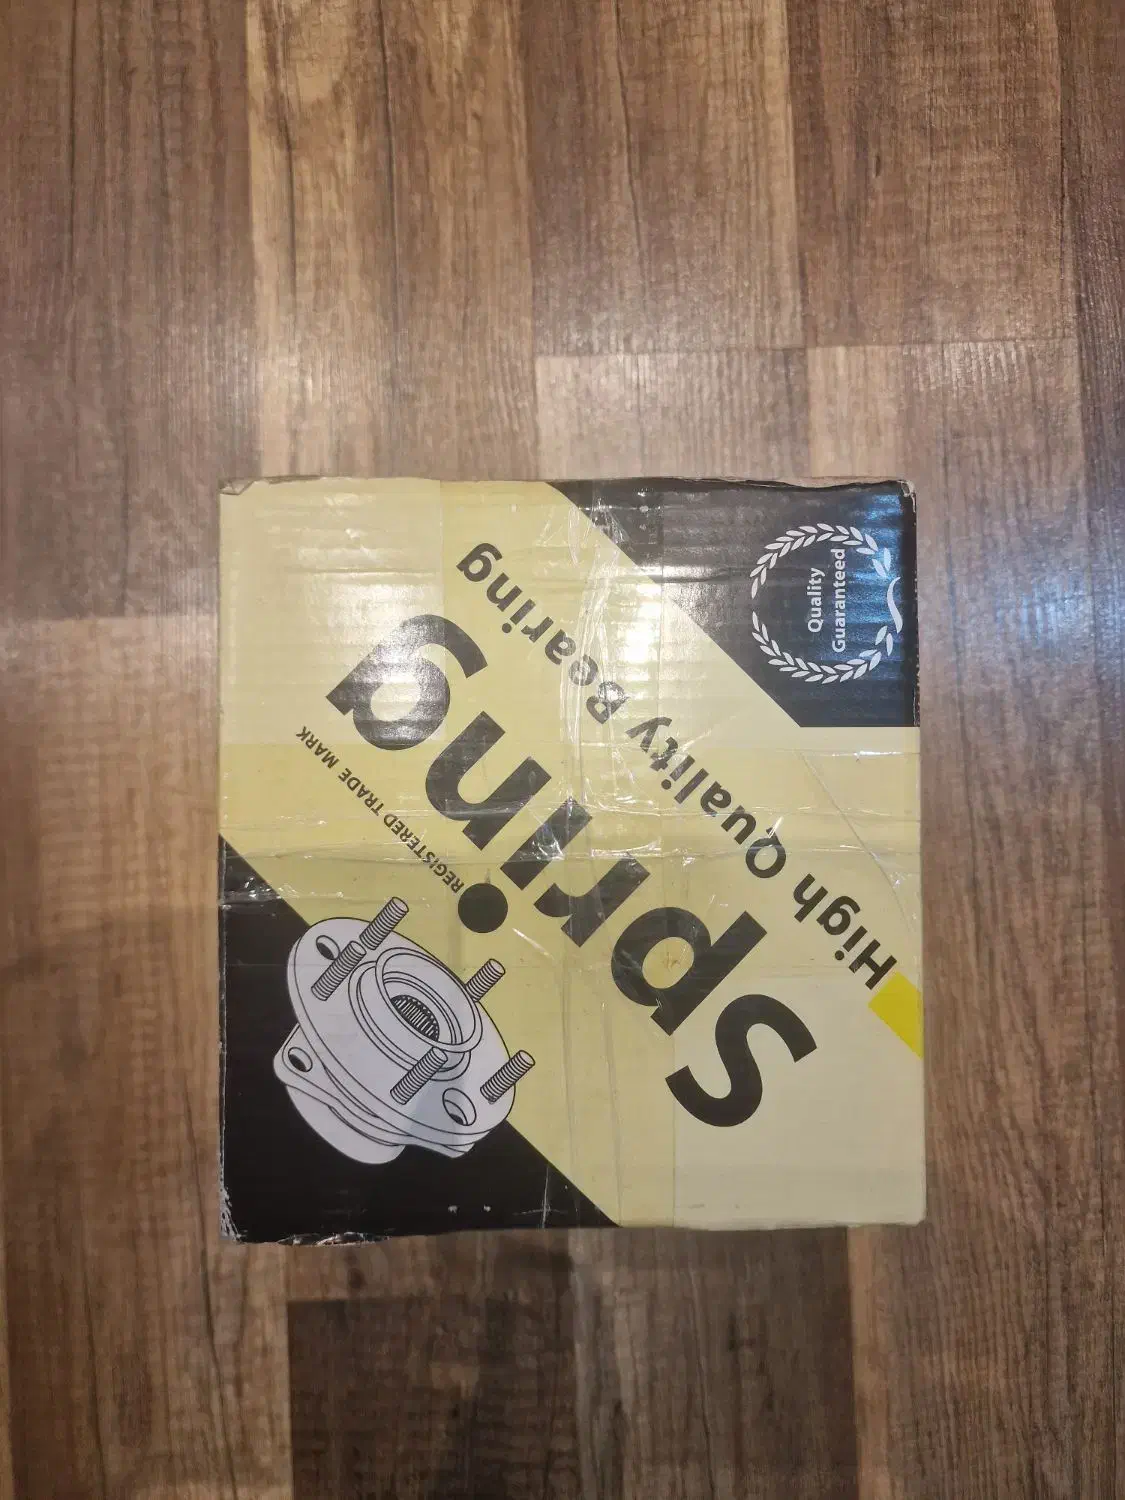 High Quality Bearing
Spring
REGISTERED TRADE MARK
Quality
Guaranteed